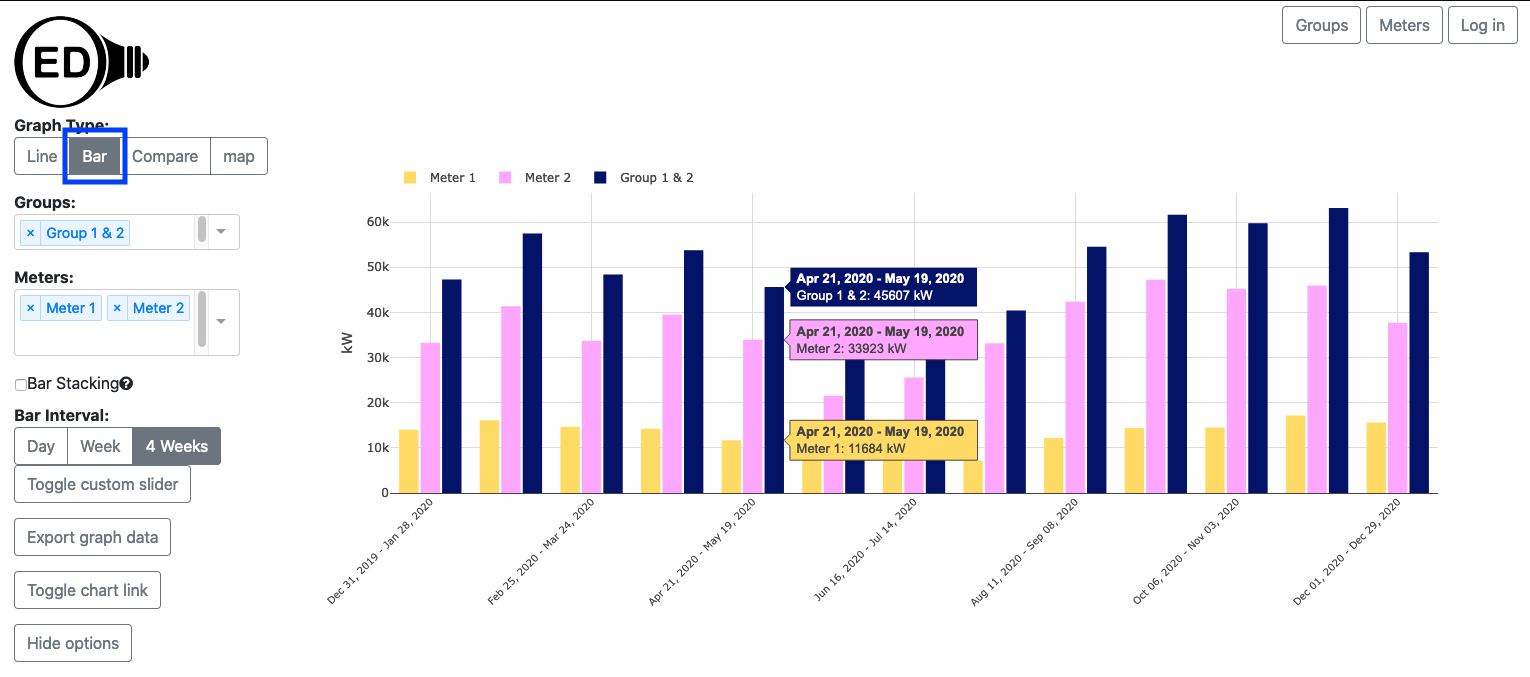 Groups Meters Log in
ED
Graph Type:
Line Bar Compare map
Groups:
× Group 1 & 2
Meters:
× Meter 1 × Meter 2
Bar Stacking?
Bar Interval:
Day Week 4 Weeks
Toggle custom slider
Export graph data
Toggle chart link
Hide options
Meter 1 Meter 2 Group 1 & 2
kW
60k
50k
40k
30k
20k
10k
0
Apr 21, 2020 - May 19, 2020
Group 1 & 2: 45607 kW
Apr 21, 2020 - May 19, 2020
Meter 2: 33923 kW
Apr 21, 2020 - May 19, 2020
Meter 1: 11684 kW
Dec 31, 2019 - Jan 28, 2020
Feb 25, 2020 - Mar 24, 2020
Apr 21, 2020 - May 19, 2020
Jun 16, 2020 - Jul 14, 2020
Aug 11, 2020 - Sep 08, 2020
Oct 06, 2020 - Nov 03, 2020
Dec 01, 2020 - Dec 29, 2020